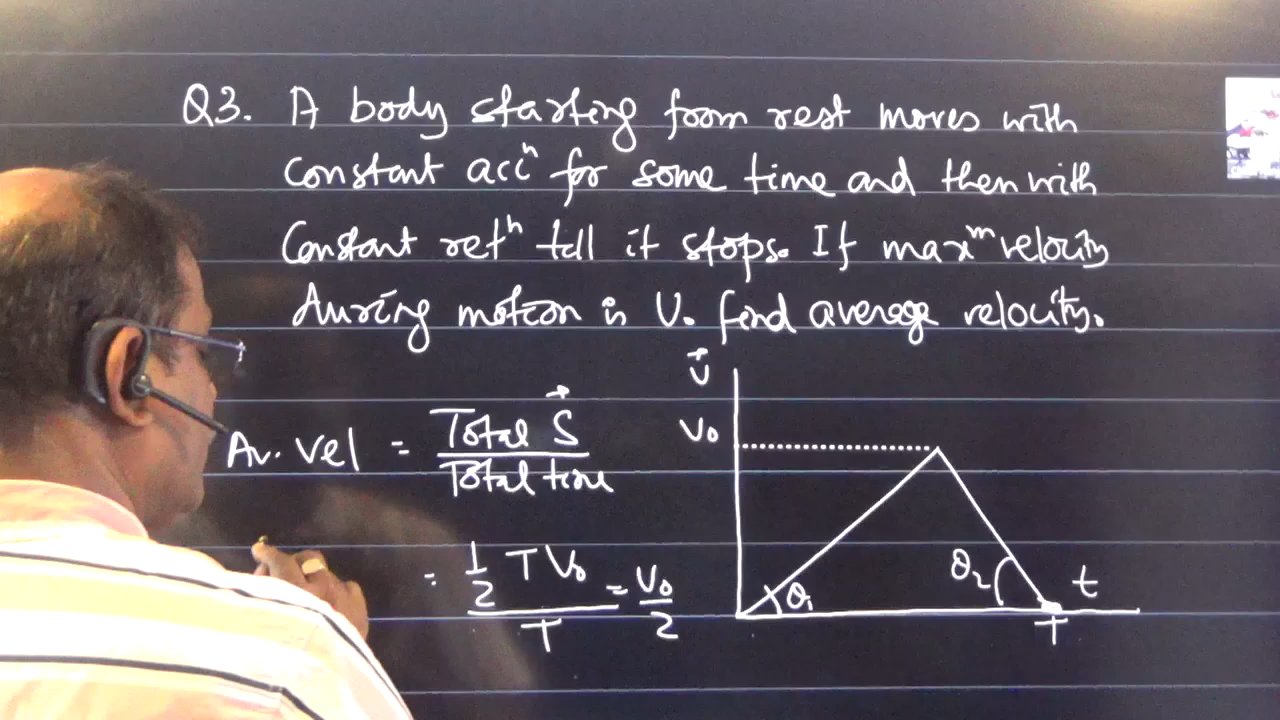 Q3. A body starting from rest moves with
constant accⁿ for some time and then with
Constant retⁿ till it stops. If maxᵐ velocity
during motion is V. find average velocity.
Av. Vel = Total S⃗ / Total time
= ½ T V₀ / T = V₀ / 2
v⃗
V₀
θ₁
θ₂
t
T